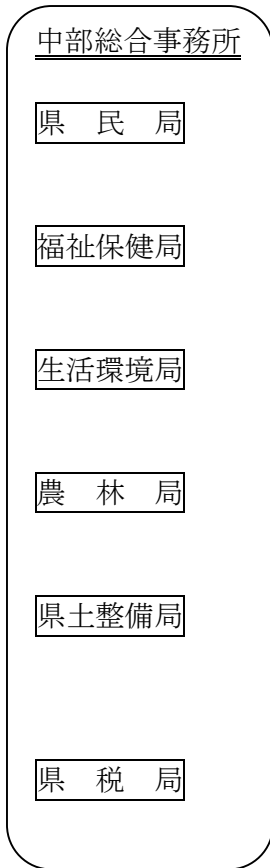 中部総合事務所
県　民　局
福祉保健局
生活環境局
農　林　局
県土整備局
県　税　局